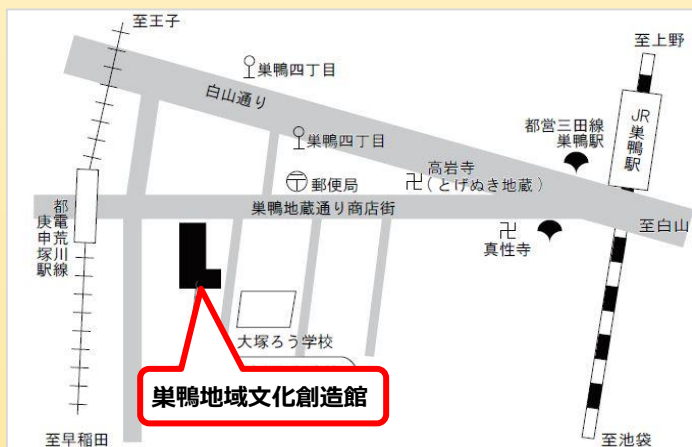 至王子
至上野
巣鴨四丁目
白山通り
JR
巣鴨駅
都営三田線
巣鴨駅
巣鴨四丁目
高岩寺
(とげぬき地蔵)
郵便局
巣鴨地蔵通り商店街
至白山
都電荒川線
庚申塚駅
真性寺
大塚ろう学校
巣鴨地域文化創造館
至早稲田
至池袋